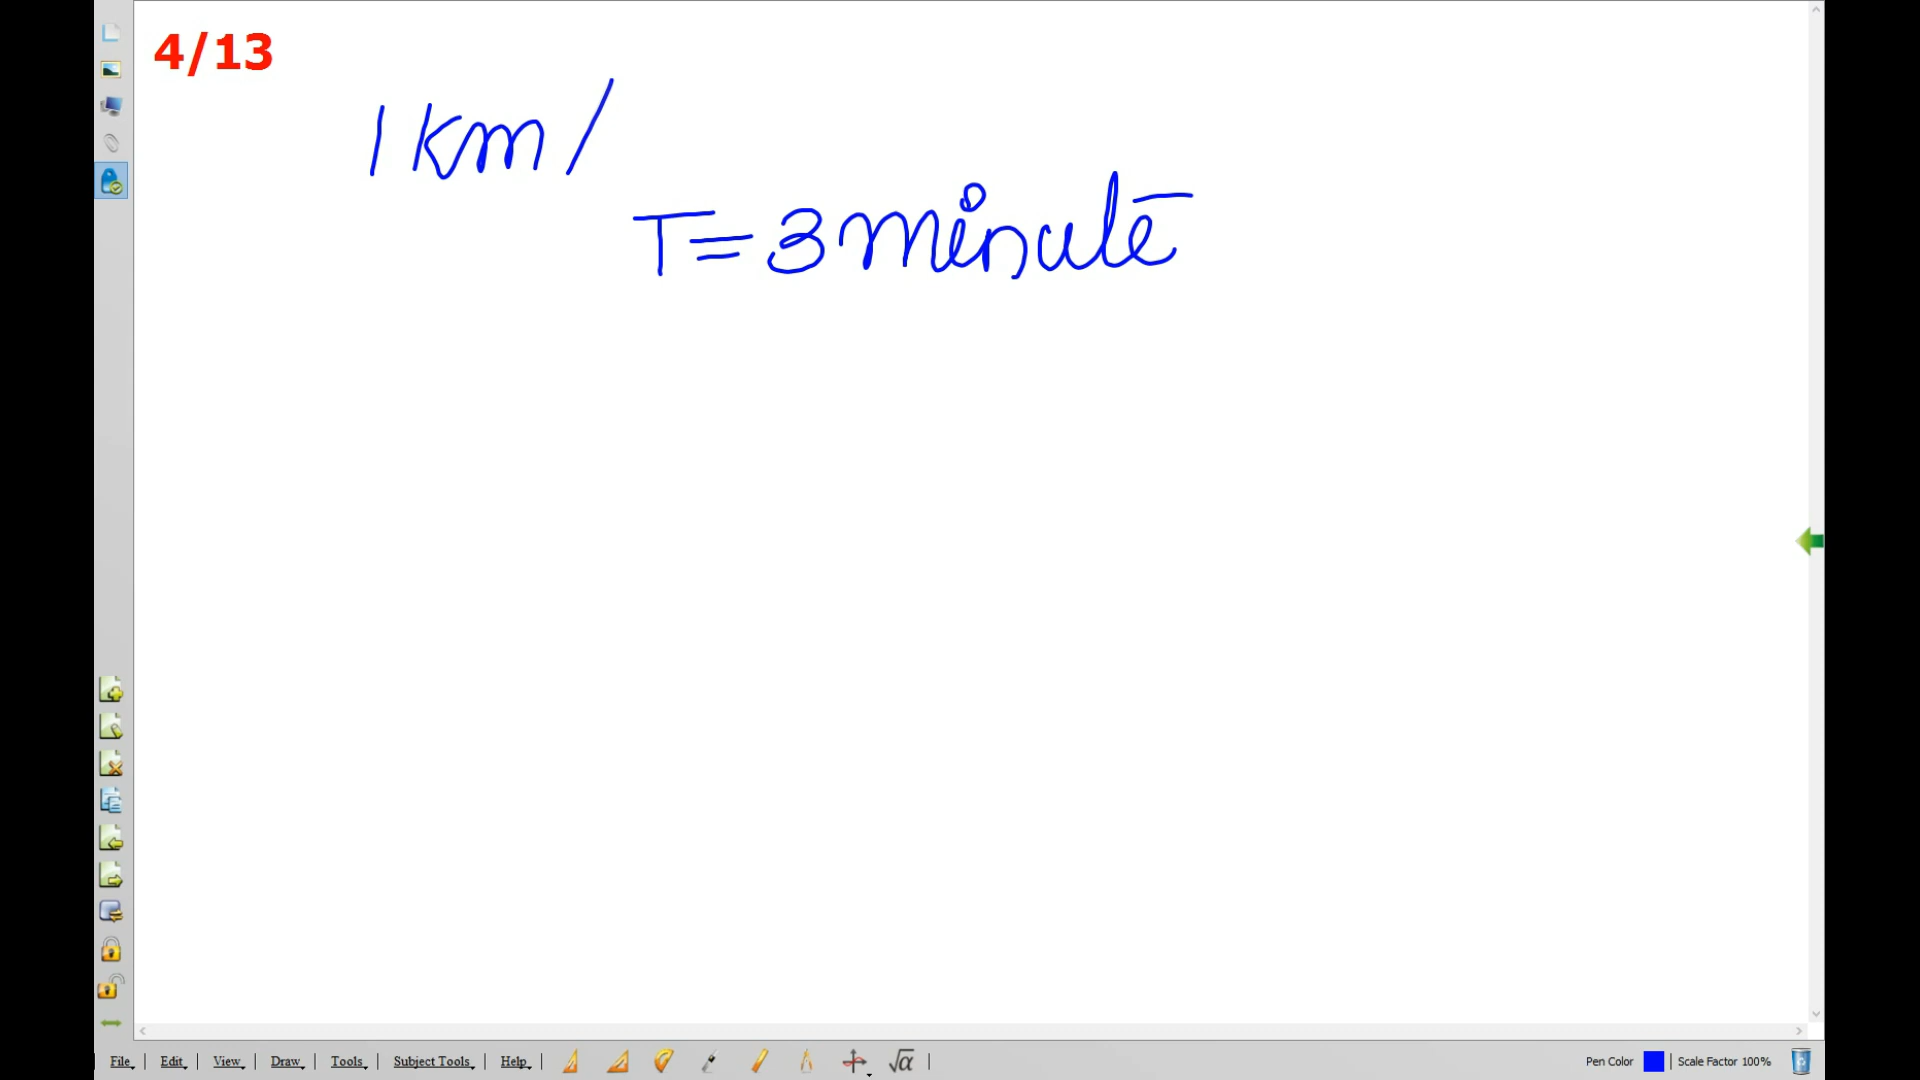 4/13
1 km /
T = 3 minute
File Edit View Draw Tools Subject Tools Help √α Pen Color Scale Factor 100%